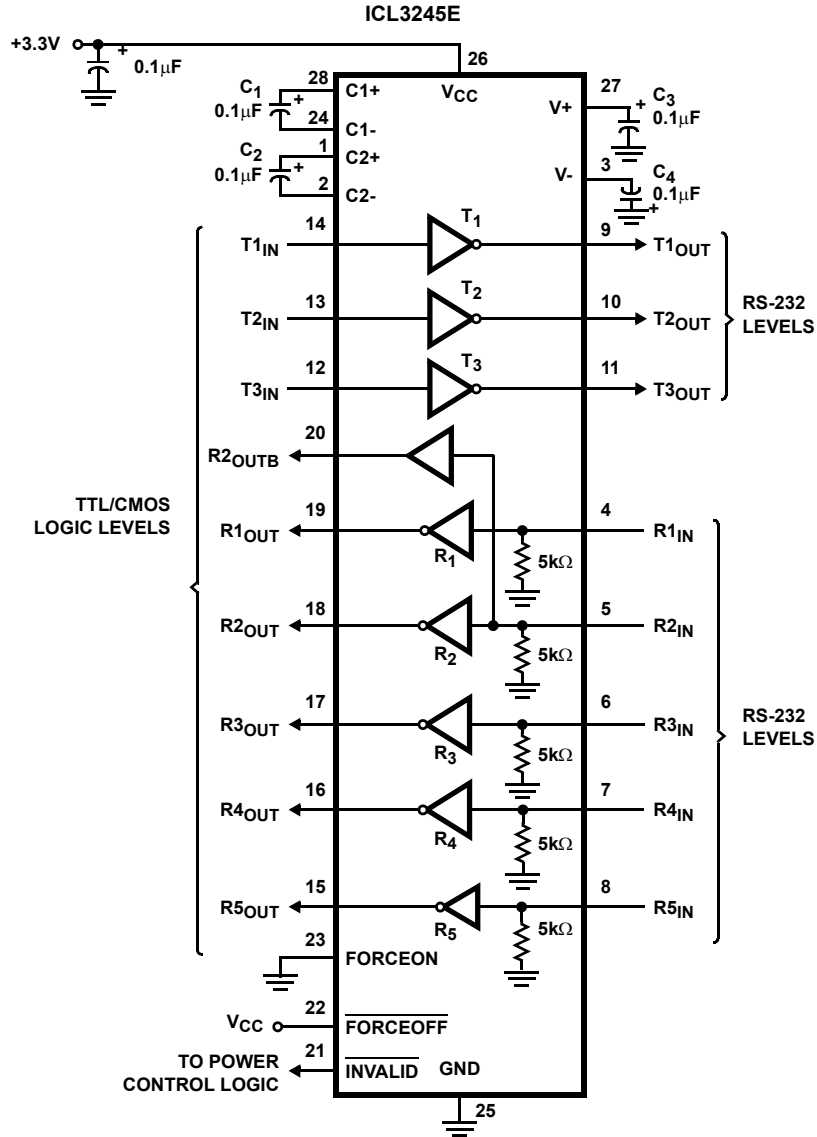 ICL3245E
+3.3V
+
0.1μF
26
VCC
C1
0.1μF
+
28
C1+
24
C1-
C2
0.1μF
+
1
C2+
2
C2-
27
V+
+
C3
0.1μF
3
V-
C4
0.1μF
+
T1IN
14
T1
9
T1OUT
T2IN
13
T2
10
T2OUT
T3IN
12
T3
11
T3OUT
RS-232
LEVELS
R2OUTB
20
TTL/CMOS
LOGIC LEVELS
R1OUT
19
R1
5kΩ
4
R1IN
R2OUT
18
R2
5kΩ
5
R2IN
R3OUT
17
R3
5kΩ
6
R3IN
RS-232
LEVELS
R4OUT
16
R4
5kΩ
7
R4IN
R5OUT
15
R5
5kΩ
8
R5IN
23
FORCEON
VCC
22
FORCEOFF
TO POWER
CONTROL LOGIC
21
INVALID
GND
25